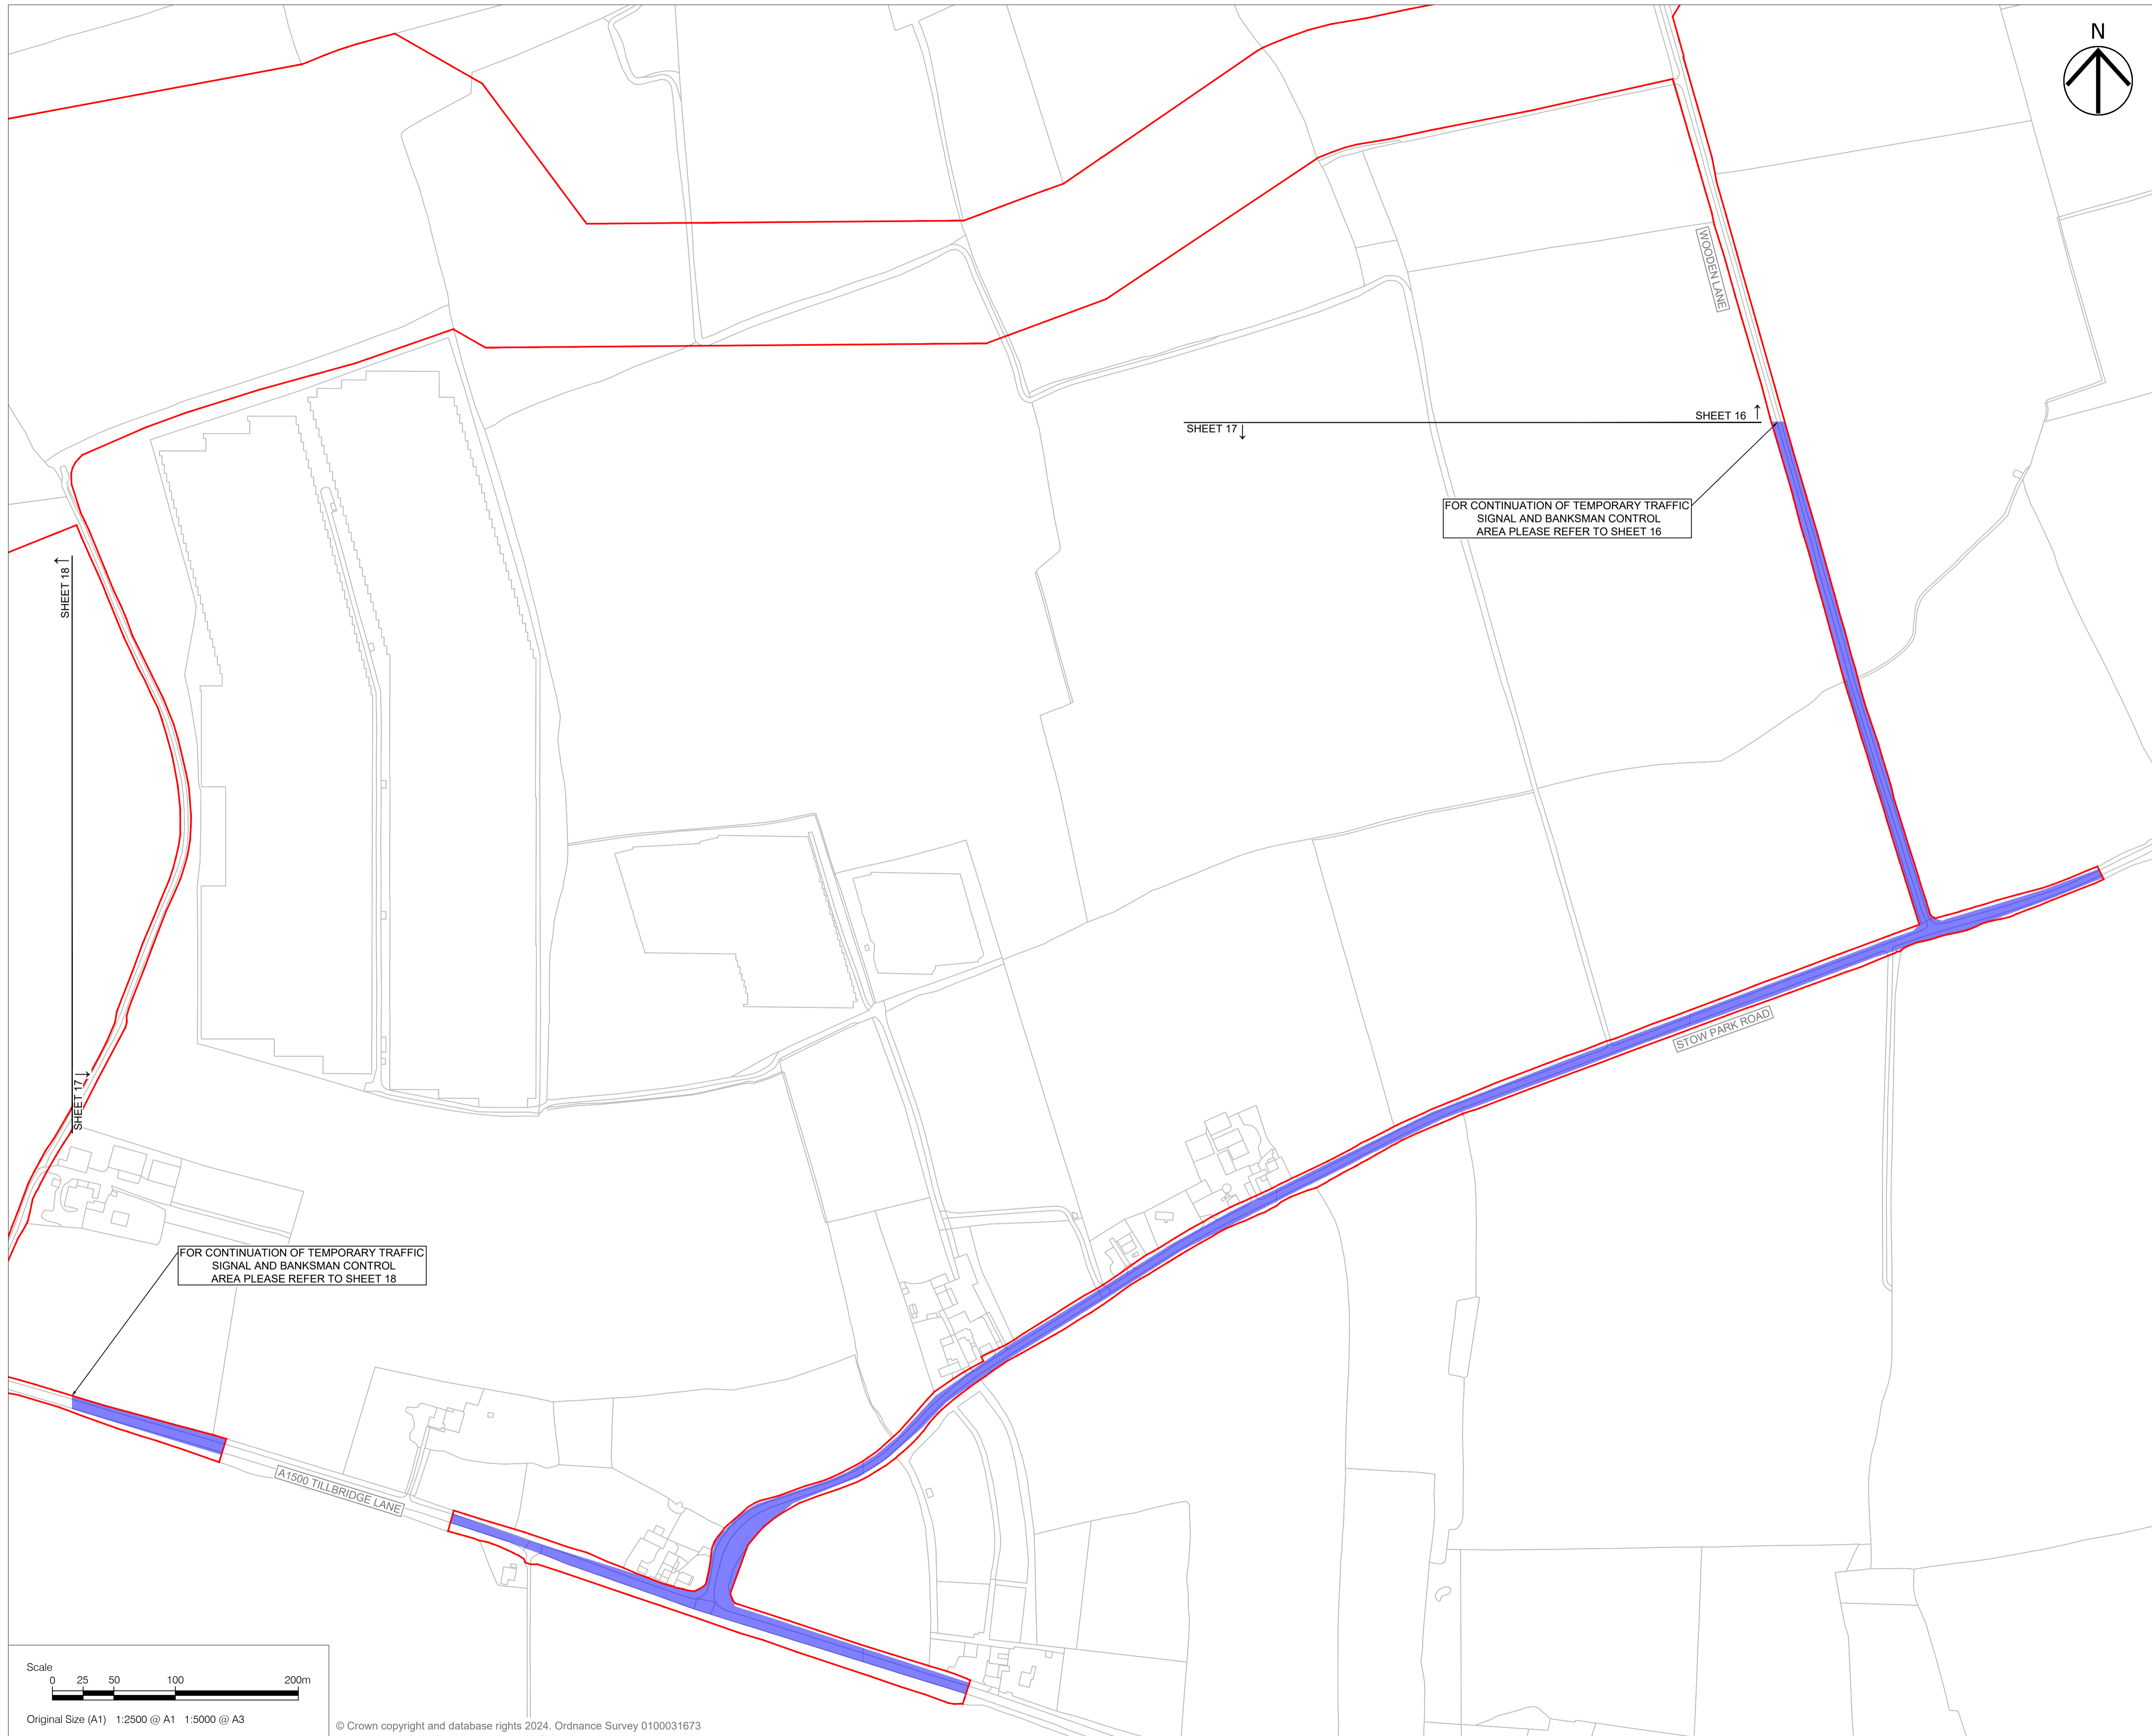 N
WOODEN LANE
SHEET 16 ↑
SHEET 17 ↓
FOR CONTINUATION OF TEMPORARY TRAFFIC
SIGNAL AND BANKSMAN CONTROL
AREA PLEASE REFER TO SHEET 16
SHEET 18 ↑
SHEET 17 ↓
STOW PARK ROAD
FOR CONTINUATION OF TEMPORARY TRAFFIC
SIGNAL AND BANKSMAN CONTROL
AREA PLEASE REFER TO SHEET 18
A1500 TILLBRIDGE LANE
Scale
0 25 50 100 200m
Original Size (A1) 1:2500 @ A1 1:5000 @ A3
© Crown copyright and database rights 2024. Ordnance Survey 0100031673